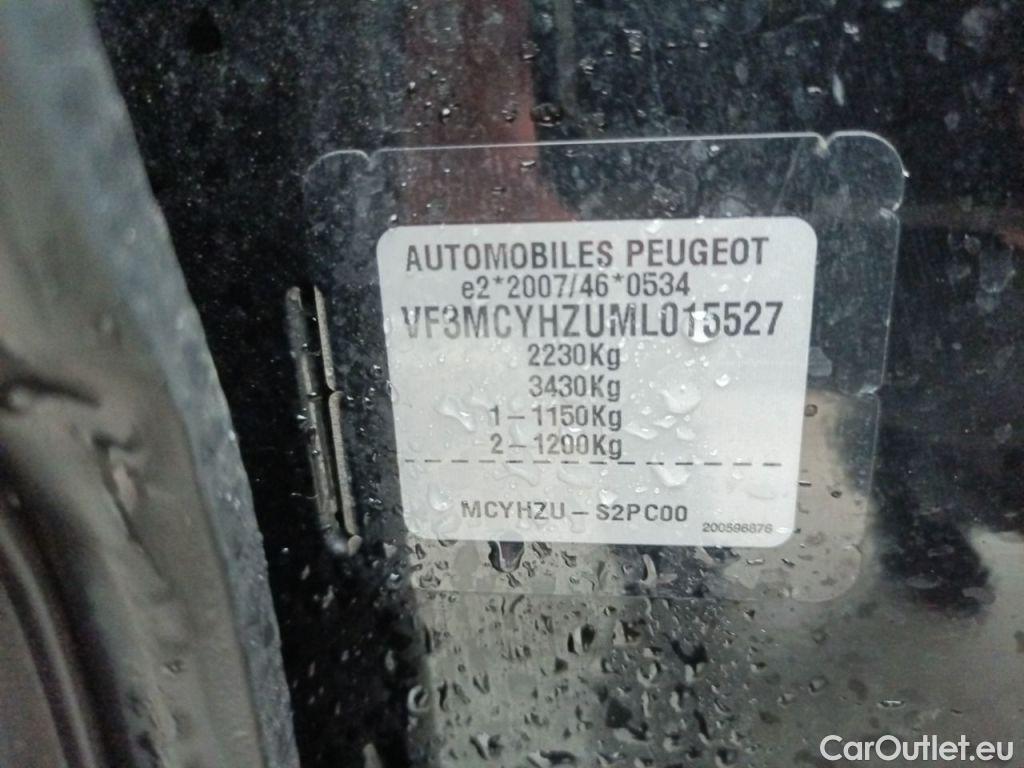 AUTOMOBILES PEUGEOT
e2*2007/46*0534
VF3MCYHZUML015527
2230Kg
3430Kg
1-1150Kg
2-1200Kg
MCYHZU-S2PC00
200596876
CarOutlet.eu